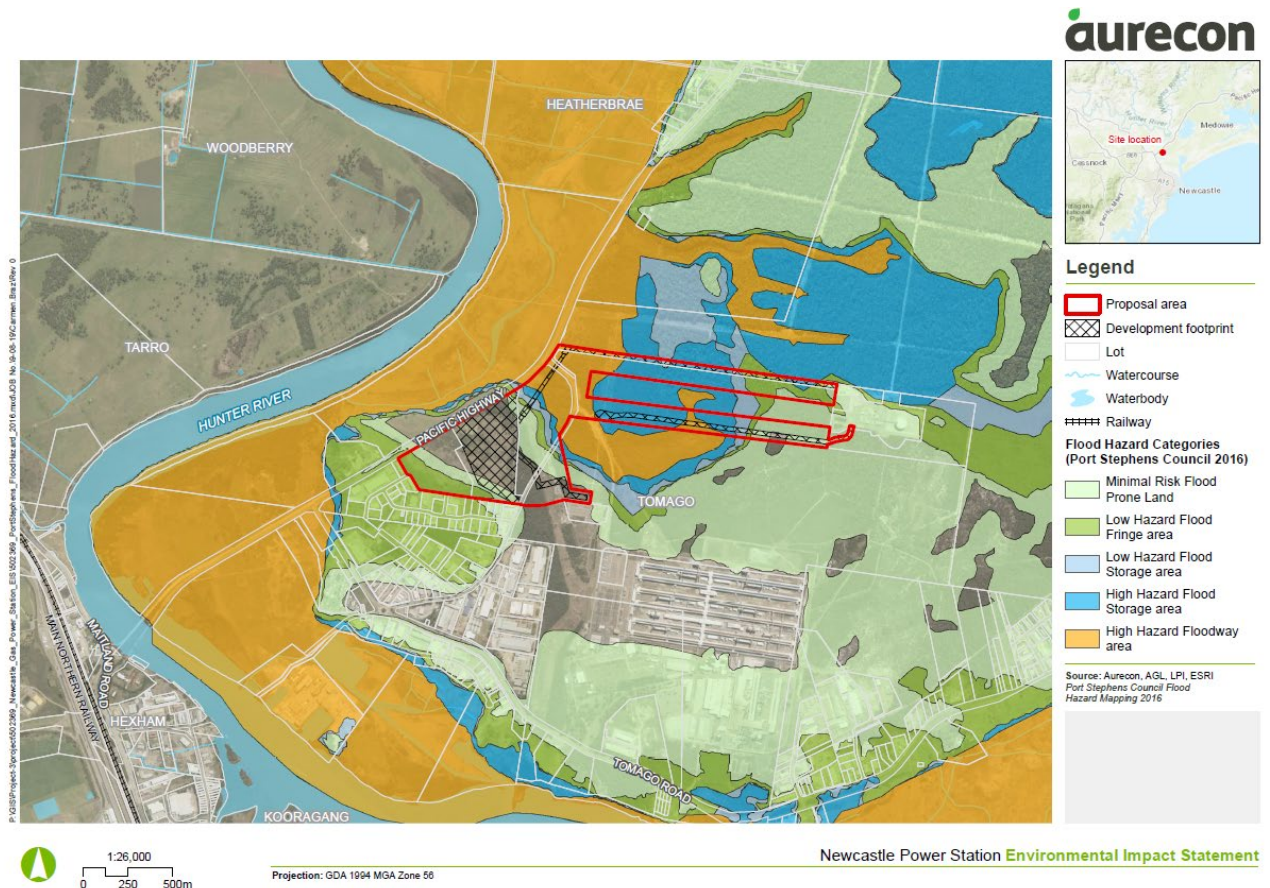 aurecon
HEATHERBRAE
WOODBERRY
TARRO
HUNTER RIVER
PACIFIC HIGHWAY
TOMAGO
MAITLAND ROAD
MAIN NORTHERN RAILWAY
HEXHAM
TOMAGO ROAD
KOORAGANG
Site location
Medowie
Cessnock
Newcastle
Legend
Proposal area
Development footprint
Lot
Watercourse
Waterbody
Railway
Flood Hazard Categories
(Port Stephens Council 2016)
Minimal Risk Flood
Prone Land
Low Hazard Flood
Fringe area
Low Hazard Flood
Storage area
High Hazard Flood
Storage area
High Hazard Floodway
area
Source: Aurecon, AGL, LPI, ESRI
Port Stephens Council Flood
Hazard Mapping 2016
1:26,000
0 250 500m
Projection: GDA 1994 MGA Zone 56
Newcastle Power Station Environmental Impact Statement